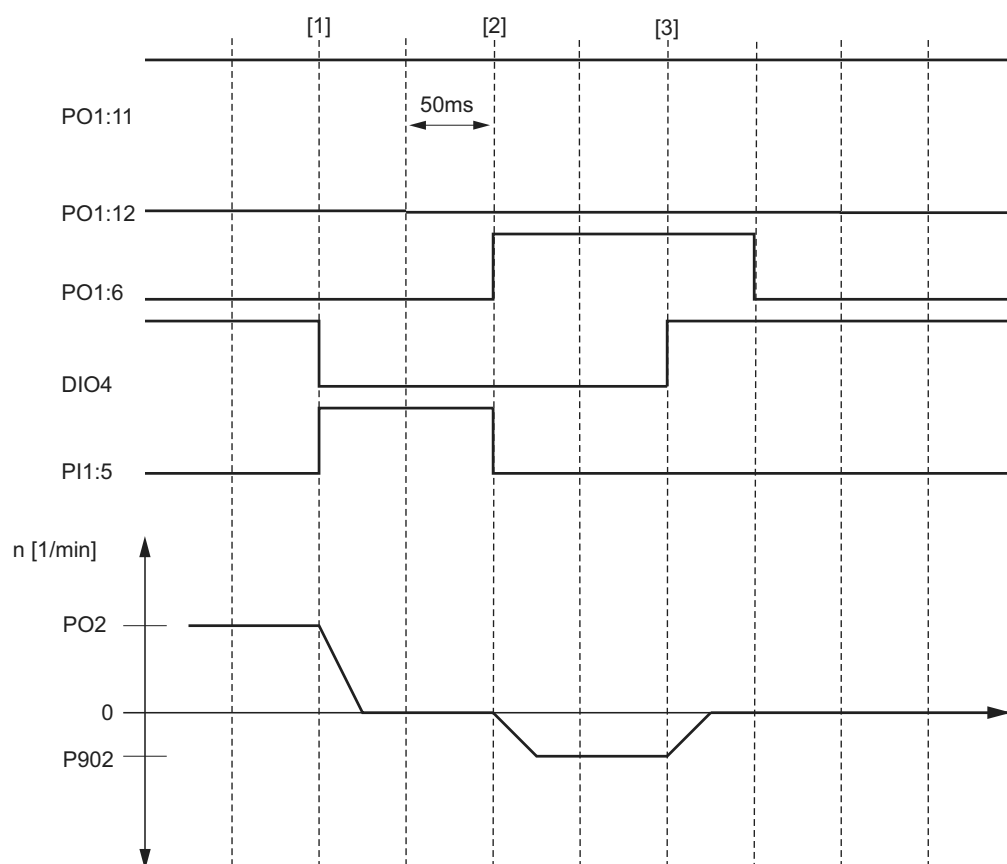 [1] [2] [3]
50ms
PO1:11
PO1:12
PO1:6
DIO4
PI1:5
n [1/min]
PO2
0
P902